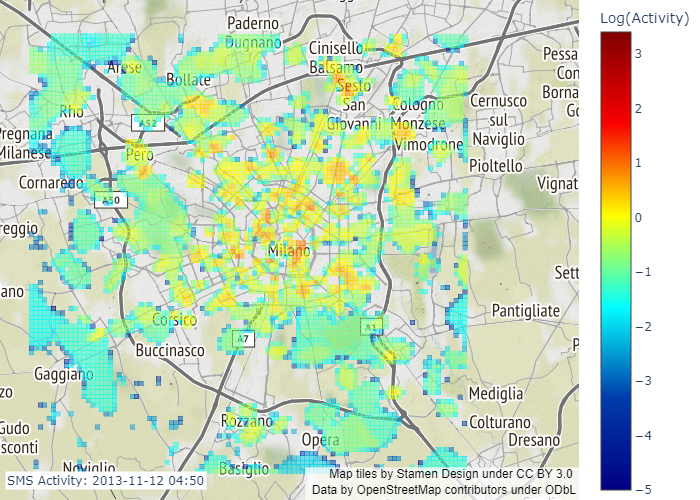 Log(Activity)
3
2
1
0
−1
−2
−3
−4
−5
Paderno
Dugnano
Cinisello
Balsamo
Arese
Bollate
Sesto
San
Giovanni
Cologno
Monzese
Cernusco
sul
Naviglio
Pessa
Con
Borna
Go
Rho
A52
Pregnana
Milanese
Pero
Vimodrone
Pioltello
Cornaredo
A50
Vignat
reggio
Milano
Sett
ano
Corsico
A7
A1
Pantigliate
Buccinasco
P
Gaggiano
zo
Mediglia
Rozzano
Colturano
Gudo
sconti
Opera
Dresano
Noviglio
Basiglio
SMS Activity: 2013-11-12 04:50
Map tiles by Stamen Design under CC BY 3.0
Data by OpenStreetMap contributors under ODbL